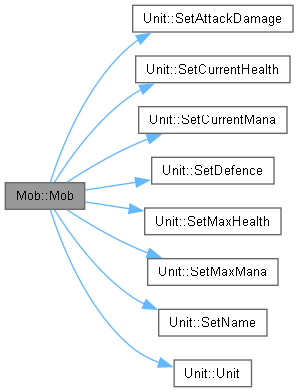 Unit::SetAttackDamage
Unit::SetCurrentHealth
Unit::SetCurrentMana
Unit::SetDefence
Mob::Mob
Unit::SetMaxHealth
Unit::SetMaxMana
Unit::SetName
Unit::Unit